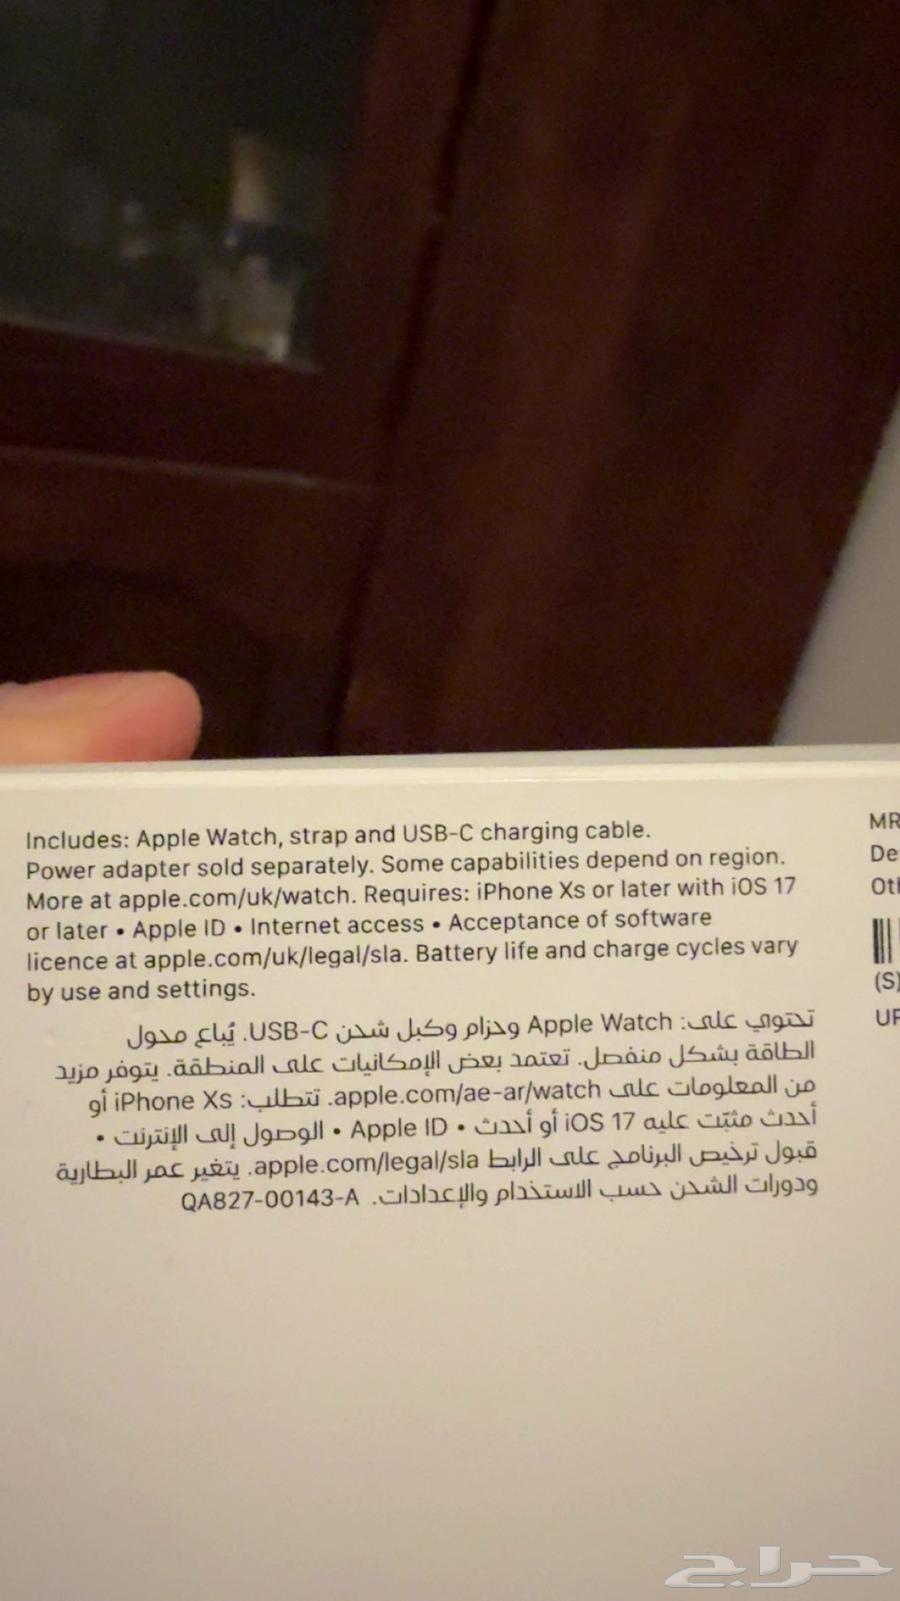 Includes: Apple Watch, strap and USB-C charging cable.
Power adapter sold separately. Some capabilities depend on region.
More at apple.com/uk/watch. Requires: iPhone Xs or later with iOS 17
or later • Apple ID • Internet access • Acceptance of software
licence at apple.com/uk/legal/sla. Battery life and charge cycles vary
by use and settings.
تحتوي على: Apple Watch وحزام وكبل شحن USB-C. يُباع محول
الطاقة بشكل منفصل. تعتمد بعض الإمكانيات على المنطقة. يتوفر مزيد
من المعلومات على apple.com/ae-ar/watch. تتطلب: iPhone Xs أو
أحدث مثبّت عليه iOS 17 أو أحدث • Apple ID • الوصول إلى الإنترنت •
قبول ترخيص البرنامج على الرابط apple.com/legal/sla. يتغير عمر البطارية
ودورات الشحن حسب الاستخدام والإعدادات. QA827-00143-A
MR
De
Oth
(S)
UP
حراج